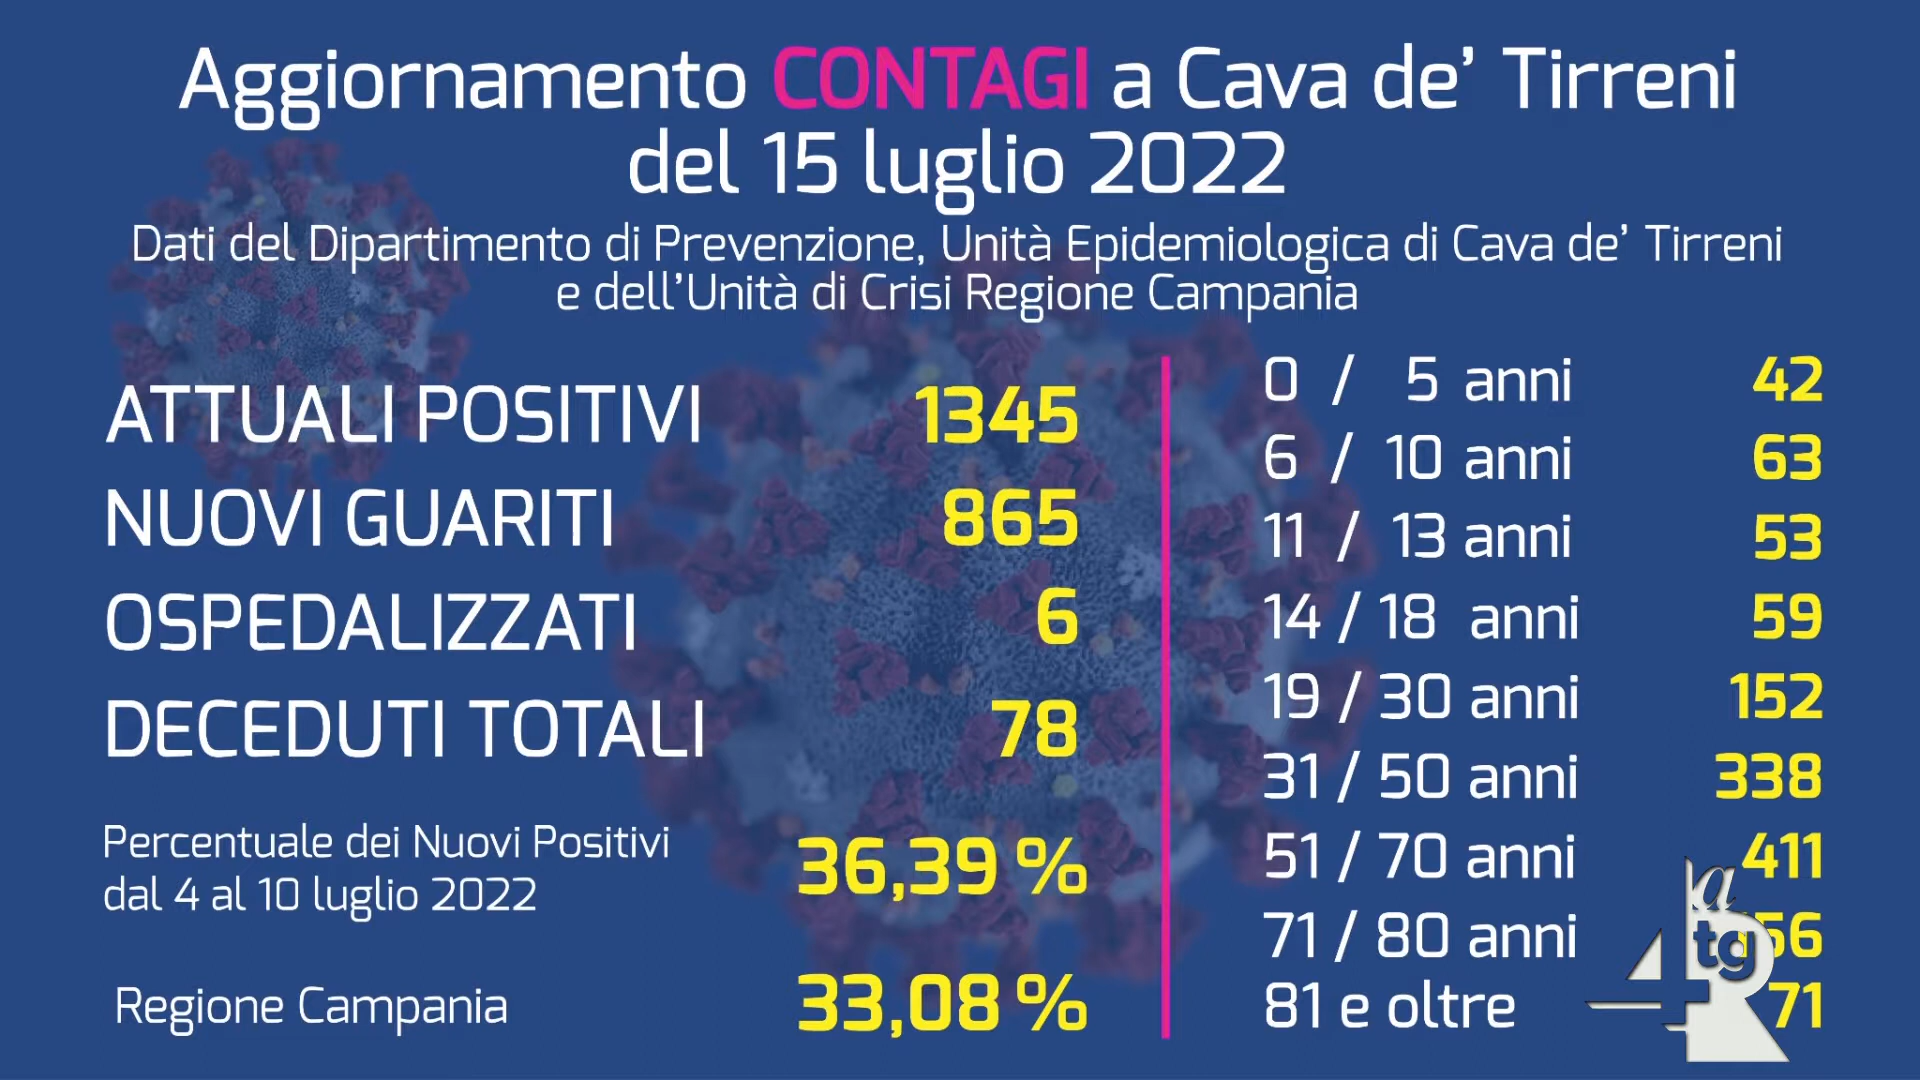 Aggiornamento CONTAGI a Cava de’ Tirreni
del 15 luglio 2022
Dati del Dipartimento di Prevenzione, Unità Epidemiologica di Cava de’ Tirreni
e dell’Unità di Crisi Regione Campania
ATTUALI POSITIVI 1345
NUOVI GUARITI 865
OSPEDALIZZATI 6
DECEDUTI TOTALI 78
Percentuale dei Nuovi Positivi
dal 4 al 10 luglio 2022
36,39 %
Regione Campania 33,08 %
0 / 5 anni 42
6 / 10 anni 63
11 / 13 anni 53
14 / 18 anni 59
19 / 30 anni 152
31 / 50 anni 338
51 / 70 anni 411
71 / 80 anni
81 e oltre 71
tg